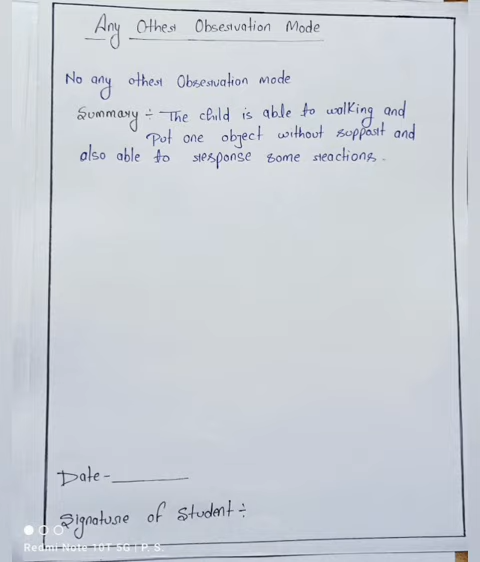 Any Other Observation Mode
No any other Observation mode
Summary ÷ The child is able to walking and
Put one object without support and
also able to response some reactions.
Date-
Signature of Student ÷
Redmi Note 10T 5G | P. S.